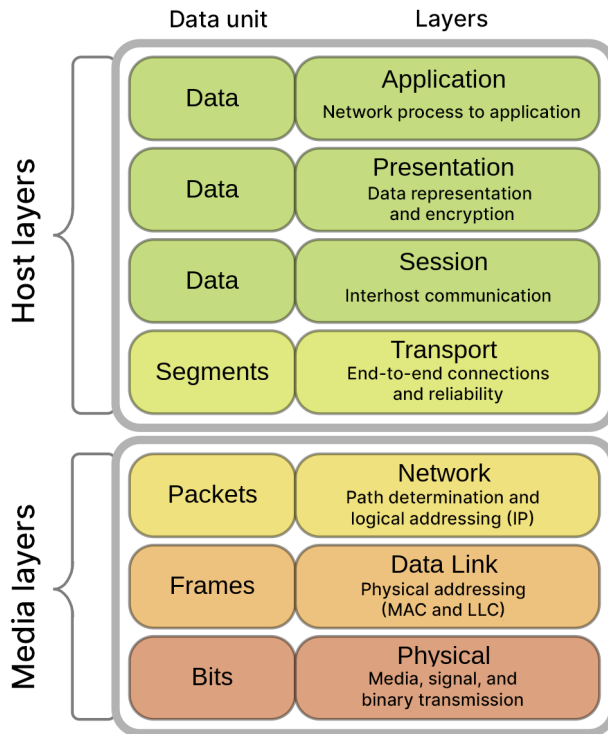 Data unit
Layers
Host layers
Data
Application
Network process to application
Data
Presentation
Data representation
and encryption
Data
Session
Interhost communication
Segments
Transport
End-to-end connections
and reliability
Media layers
Packets
Network
Path determination and
logical addressing (IP)
Frames
Data Link
Physical addressing
(MAC and LLC)
Bits
Physical
Media, signal, and
binary transmission